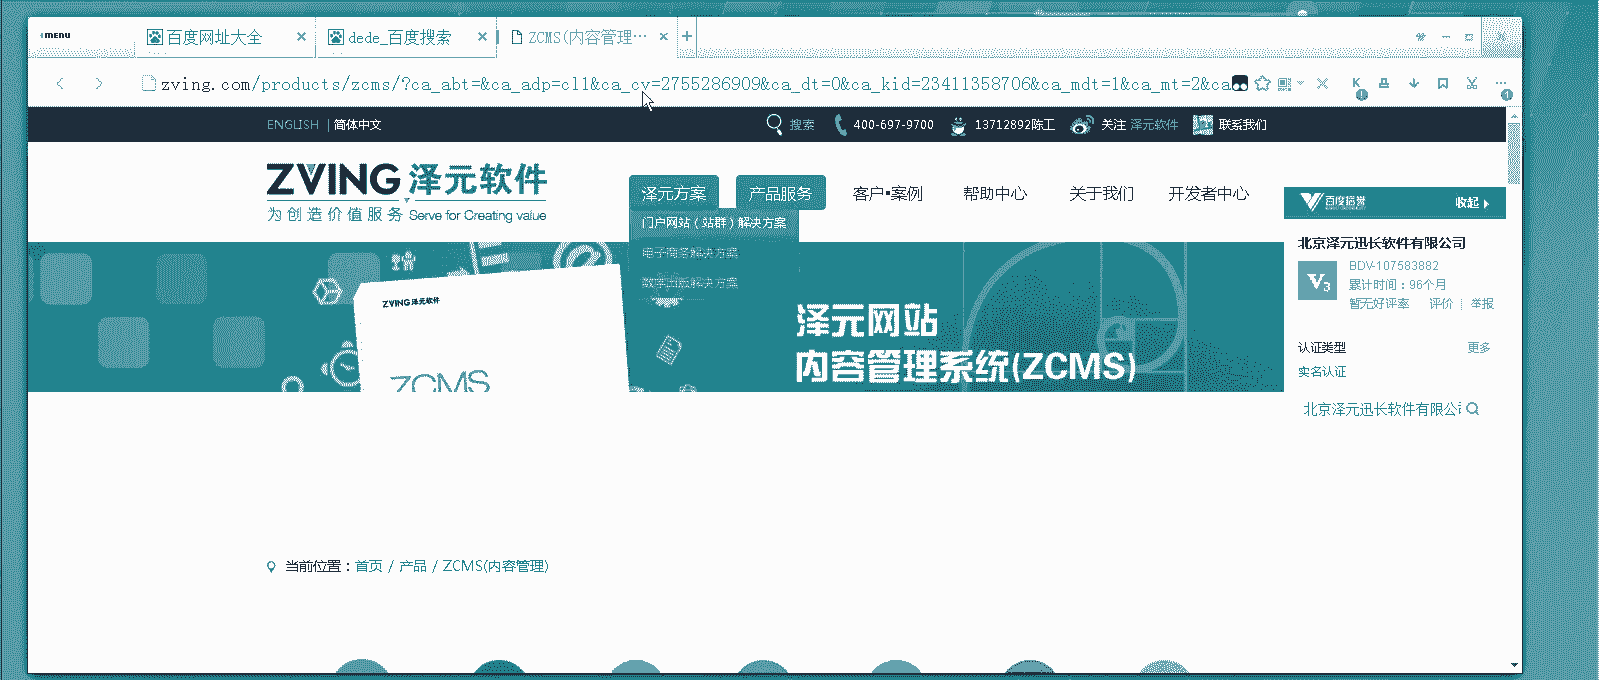 MENU
百度网址大全
dede_百度搜索
ZCMS(内容管理…
zving.com/products/zcms/?ca_abt=&ca_adp=cl1&ca_cv=2755286909&ca_dt=0&ca_kid=23411358706&ca_mdt=1&ca_mt=2&ca
ENGLISH | 简体中文
搜索
400-697-9700
13712892陈工
关注 泽元软件
联系我们
ZVING 泽元软件
为创造价值服务 Serve for Creating value
泽元方案
产品服务
客户▪案例
帮助中心
关于我们
开发者中心
门户网站（站群）解决方案
电子商务解决方案
数字出版解决方案
百度信誉
收起
北京泽元迅长软件有限公司
V3
BDV-107583882
累计时间：96个月
暂无好评率
评价 | 举报
认证类型
更多
实名认证
北京泽元迅长软件有限公司
ZVING 泽元软件
ZCMS
泽元网站
内容管理系统(ZCMS)
当前位置：首页 / 产品 / ZCMS(内容管理)